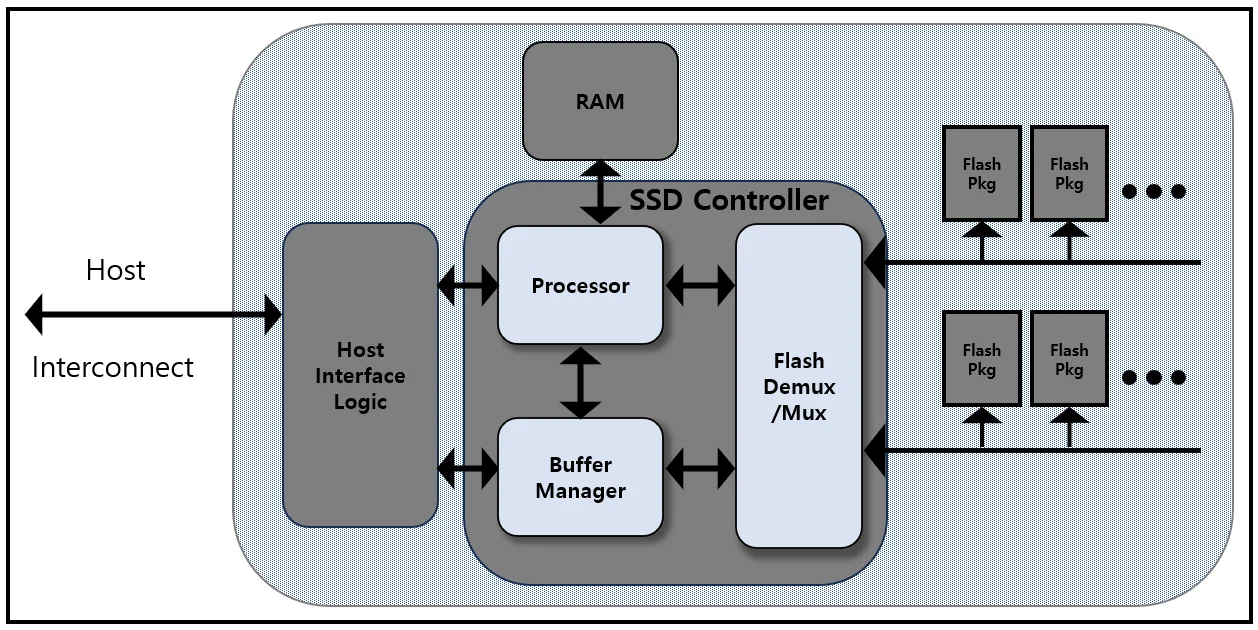 RAM
SSD Controller
Flash
Pkg
Flash
Pkg
Host
Interconnect
Host
Interface
Logic
Processor
Buffer
Manager
Flash
Demux
/Mux
Flash
Pkg
Flash
Pkg